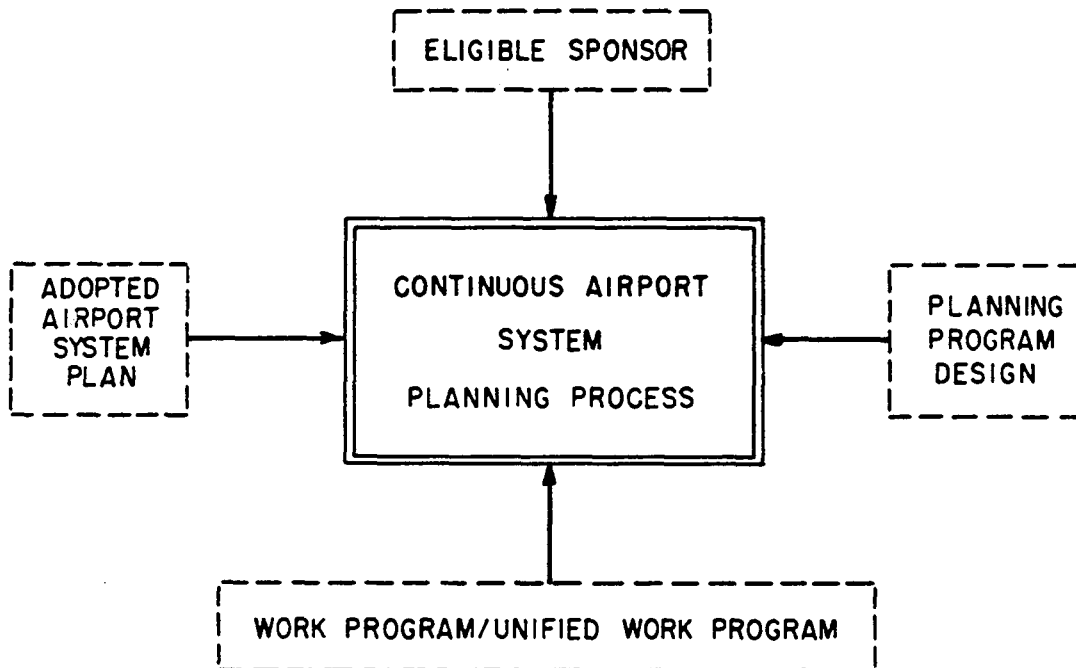 ELIGIBLE SPONSOR
ADOPTED
AIRPORT
SYSTEM
PLAN
CONTINUOUS AIRPORT
SYSTEM
PLANNING PROCESS
PLANNING
PROGRAM
DESIGN
WORK PROGRAM/UNIFIED WORK PROGRAM